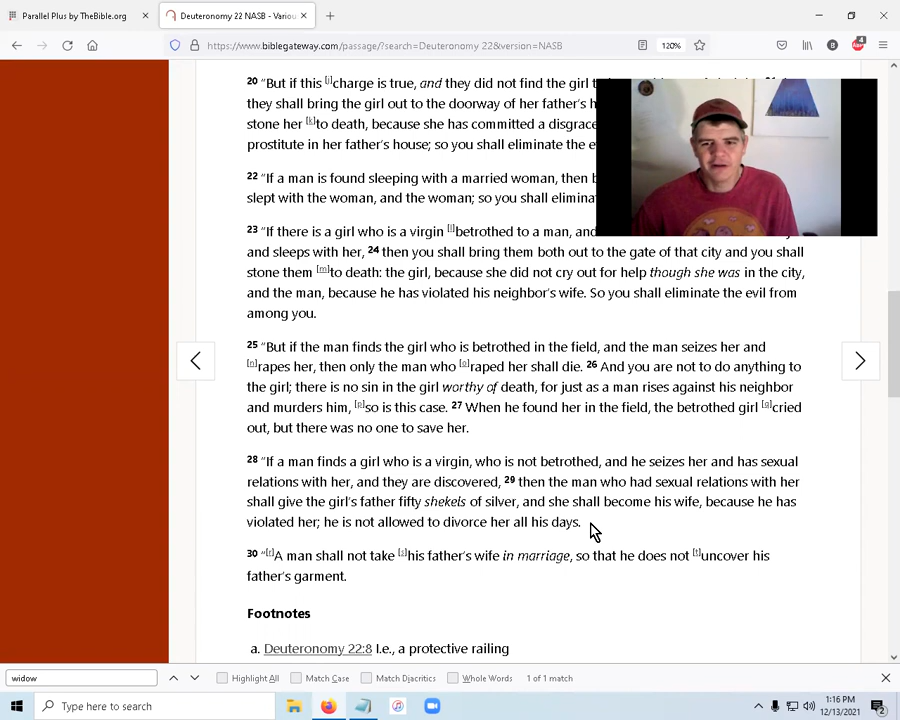 Parallel Plus by TheBible.org
Deuteronomy 22 NASB - Variou
https://www.biblegateway.com/passage/?search=Deuteronomy 22&version=NASB
120%
B
4
20 “But if this [j]charge is true, and they did not find the girl
they shall bring the girl out to the doorway of her father's h
stone her [k]to death, because she has committed a disgrace
prostitute in her father's house; so you shall eliminate the e
22 “If a man is found sleeping with a married woman, then b
slept with the woman, and the woman; so you shall elimina
23 “If there is a girl who is a virgin [l]betrothed to a man, and
and sleeps with her, 24 then you shall bring them both out to the gate of that city and you shall
stone them [m]to death: the girl, because she did not cry out for help though she was in the city,
and the man, because he has violated his neighbor's wife. So you shall eliminate the evil from
among you.
25 “But if the man finds the girl who is betrothed in the field, and the man seizes her and
[n]rapes her, then only the man who [o]raped her shall die. 26 And you are not to do anything to
the girl; there is no sin in the girl worthy of death, for just as a man rises against his neighbor
and murders him, [p]so is this case. 27 When he found her in the field, the betrothed girl [q]cried
out, but there was no one to save her.
28 “If a man finds a girl who is a virgin, who is not betrothed, and he seizes her and has sexual
relations with her, and they are discovered, 29 then the man who had sexual relations with her
shall give the girl's father fifty shekels of silver, and she shall become his wife, because he has
violated her; he is not allowed to divorce her all his days.
30 “[r]A man shall not take [s]his father's wife in marriage, so that he does not [t]uncover his
father's garment.
Footnotes
a. Deuteronomy 22:8 I.e., a protective railing
widow
Highlight All
Match Case
Match Diacritics
Whole Words
1 of 1 match
Type here to search
1:16 PM
12/13/2021
2